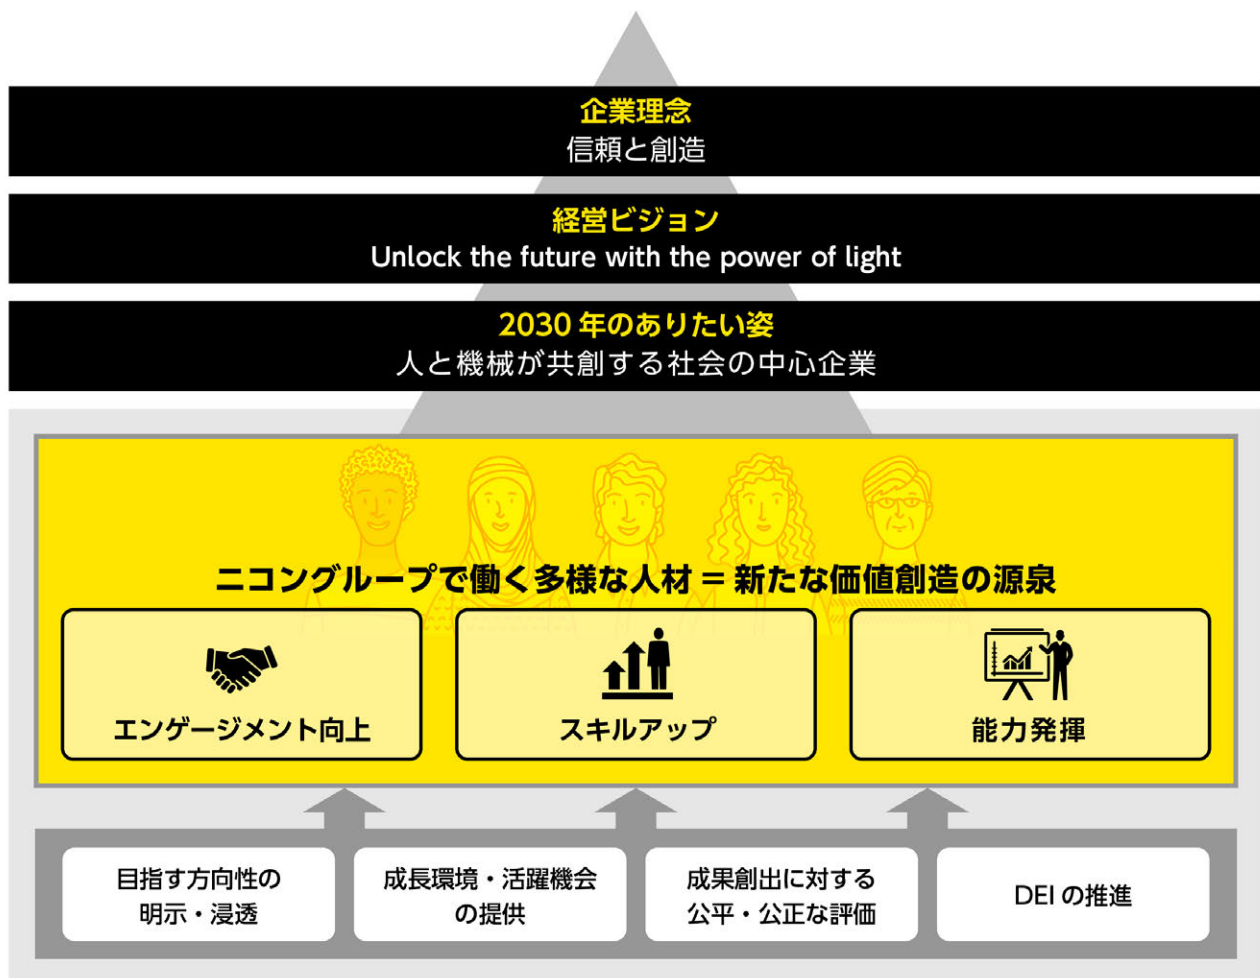 企業理念
信頼と創造
経営ビジョン
Unlock the future with the power of light
2030 年のありたい姿
人と機械が共創する社会の中心企業
ニコングループで働く多様な人材 = 新たな価値創造の源泉
エンゲージメント向上
スキルアップ
能力発揮
目指す方向性の
明示・浸透
成長環境・活躍機会
の提供
成果創出に対する
公平・公正な評価
DEI の推進